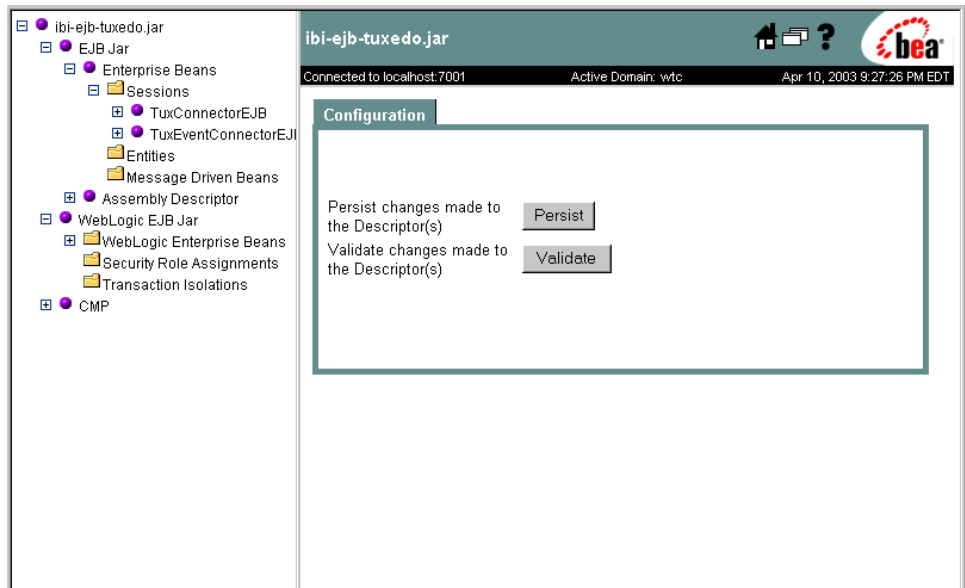 ibi-ejb-tuxedo.jar
EJB Jar
Enterprise Beans
Sessions
TuxConnectorEJB
TuxEventConnectorEJI
Entities
Message Driven Beans
Assembly Descriptor
WebLogic EJB Jar
WebLogic Enterprise Beans
Security Role Assignments
Transaction Isolations
CMP
ibi-ejb-tuxedo.jar
?
bea
Connected to localhost:7001 Active Domain: wtc Apr 10, 2003 9:27:26 PM EDT
Configuration
Persist changes made to
the Descriptor(s)
Persist
Validate changes made to
the Descriptor(s)
Validate